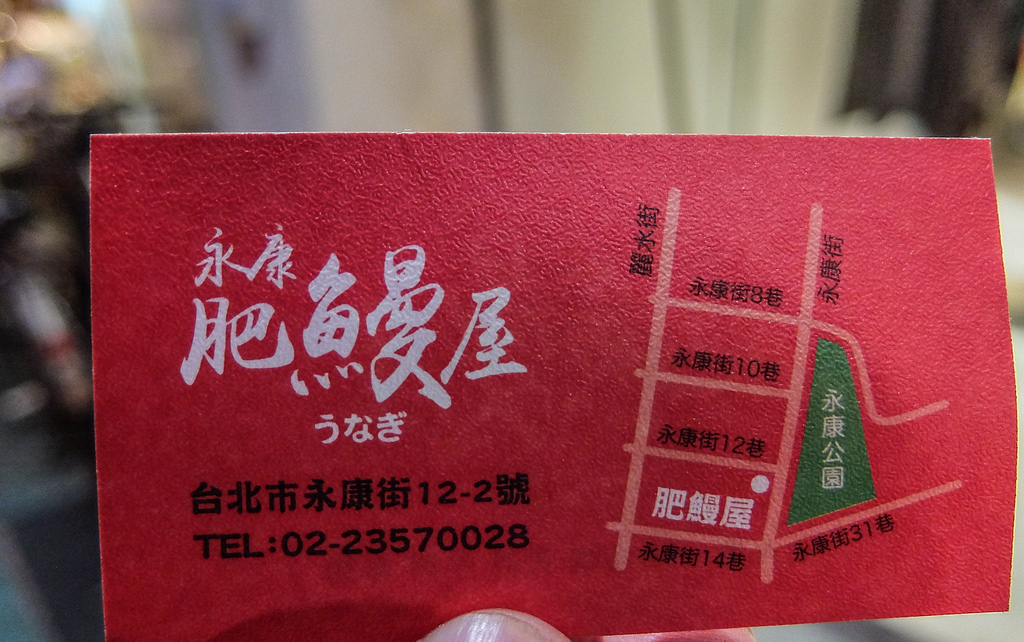 永康
肥鰻屋
うなぎ
台北市永康街12-2號
TEL:02-23570028
麗水街
永康街
永康街8巷
永康街10巷
永康街12巷
永康公園
肥鰻屋
永康街14巷
永康街31巷